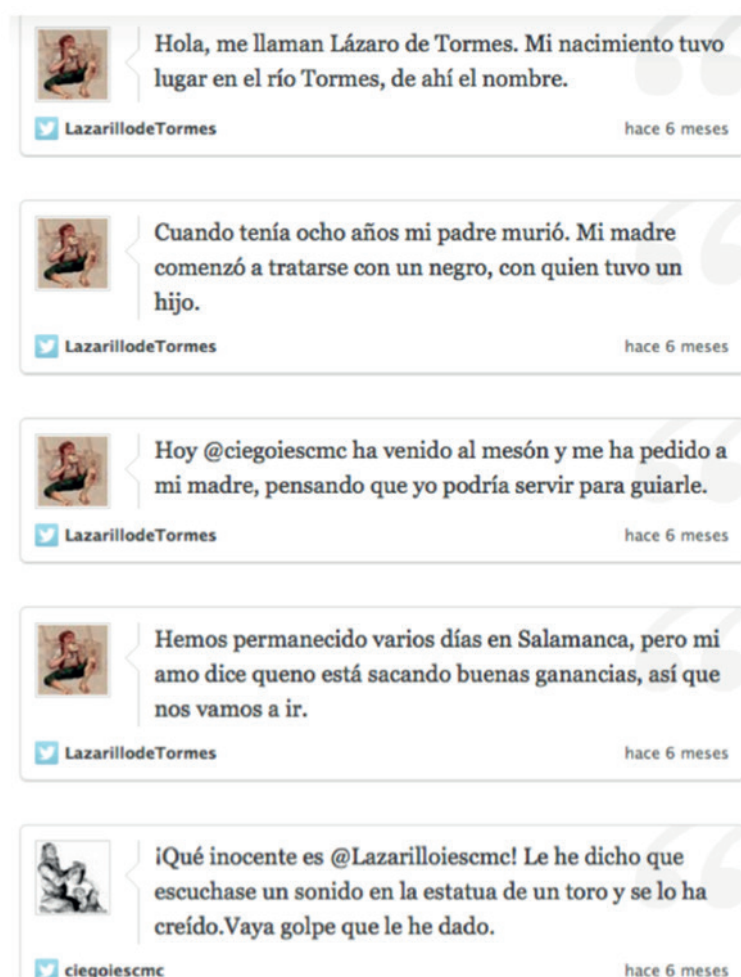 Hola, me llaman Lázaro de Tormes. Mi nacimiento tuvo
lugar en el río Tormes, de ahí el nombre.
LazarillodeTormes hace 6 meses
Cuando tenía ocho años mi padre murió. Mi madre
comenzó a tratarse con un negro, con quien tuvo un
hijo.
LazarillodeTormes hace 6 meses
Hoy @ciegoiescmc ha venido al mesón y me ha pedido a
mi madre, pensando que yo podría servir para guiarle.
LazarillodeTormes hace 6 meses
Hemos permanecido varios días en Salamanca, pero mi
amo dice queno está sacando buenas ganancias, así que
nos vamos a ir.
LazarillodeTormes hace 6 meses
¡Qué inocente es @Lazarilloiescmc! Le he dicho que
escuchase un sonido en la estatua de un toro y se lo ha
creído.Vaya golpe que le he dado.
ciegoiescmc hace 6 meses